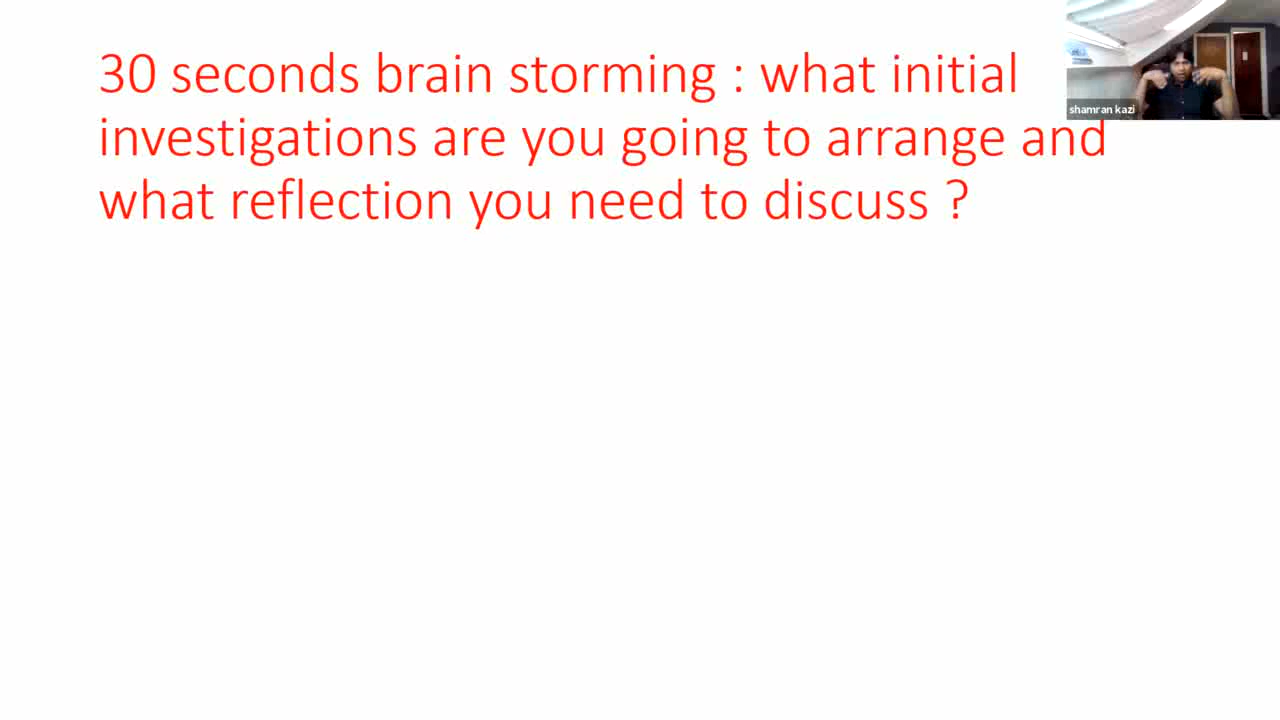 30 seconds brain storming : what initial
investigations are you going to arrange and
what reflection you need to discuss ?
shamran kazi